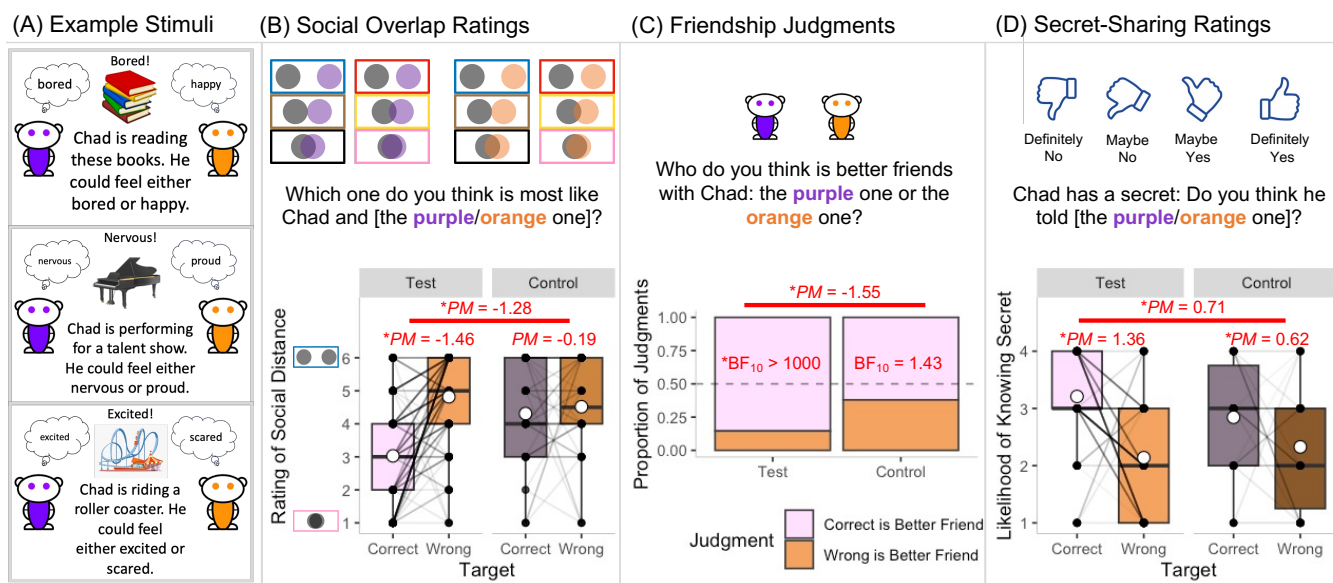 (A) Example Stimuli
Bored!
bored
happy
Chad is reading
these books. He
could feel either
bored or happy.
Nervous!
nervous
proud
Chad is performing
for a talent show.
He could feel either
nervous or proud.
Excited!
excited
scared
Chad is riding a
roller coaster. He
could feel
either excited or
scared.
(B) Social Overlap Ratings
Which one do you think is most like
Chad and [the purple/orange one]?
Test
Control
*PM = -1.28
*PM = -1.46
PM = -0.19
Rating of Social Distance
6
5
4
3
2
1
Correct
Wrong
Correct
Wrong
Target
(C) Friendship Judgments
Who do you think is better friends
with Chad: the purple one or the
orange one?
*PM = -1.55
Proportion of Judgments
1.00
0.75
0.50
0.25
0.00
*BF10 > 1000
BF10 = 1.43
Test
Control
Judgment
Correct is Better Friend
Wrong is Better Friend
(D) Secret-Sharing Ratings
Definitely
No
Maybe
No
Maybe
Yes
Definitely
Yes
Chad has a secret: Do you think he
told [the purple/orange one]?
Test
Control
*PM = 0.71
*PM = 1.36
*PM = 0.62
Likelihood of Knowing Secret
4
3
2
1
Correct
Wrong
Correct
Wrong
Target